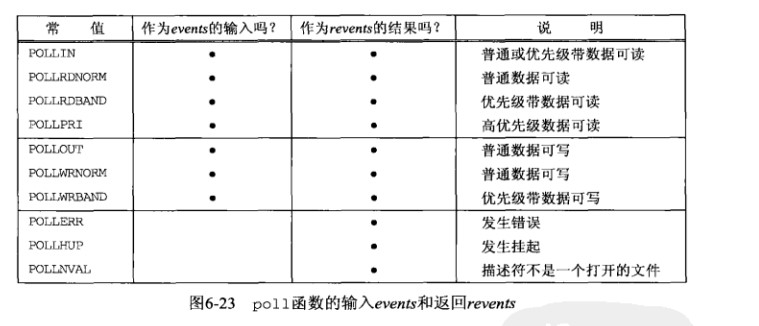 常 值 作为events的输入吗? 作为revents的结果吗? 说 明
POLLIN • • 普通或优先级带数据可读
POLLRDNORM • • 普通数据可读
POLLRDBAND • • 优先级带数据可读
POLLPRI • • 高优先级数据可读
POLLOUT • • 普通数据可写
POLLWRNORM • • 普通数据可写
POLLWRBAND • • 优先级带数据可写
POLLERR • 发生错误
POLLHUP • 发生挂起
POLLNVAL • 描述符不是一个打开的文件
图6-23 poll函数的输入events和返回revents